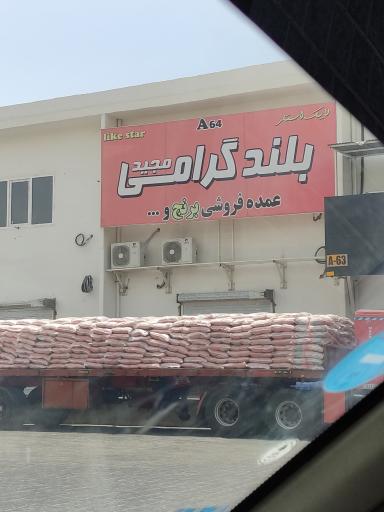 like star A64 لایک استار
بلند گرامی مجید
عمده فروشی برنج و ...
A-63